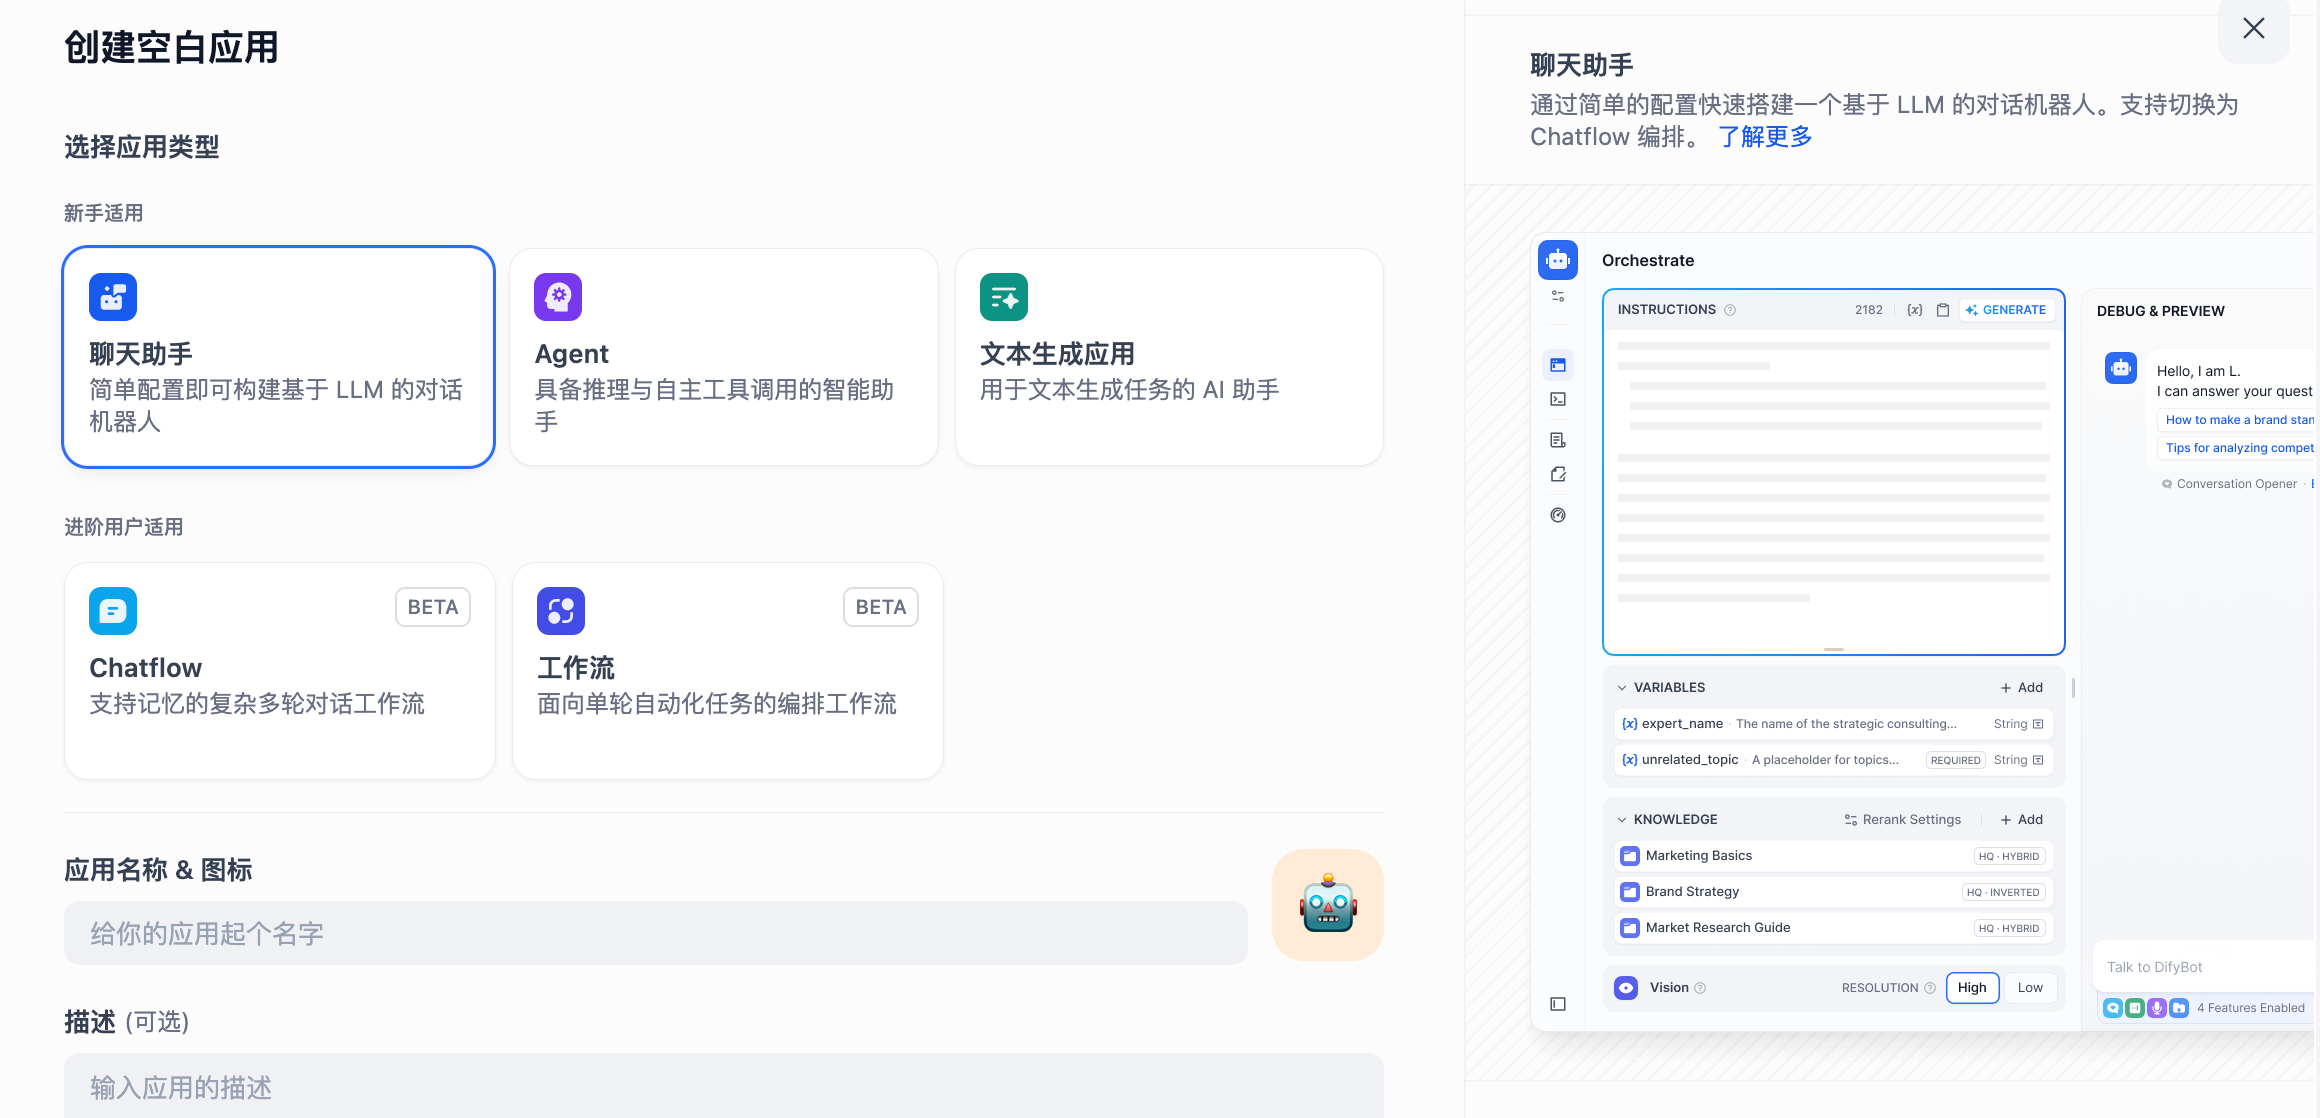 创建空白应用
选择应用类型
新手适用
聊天助手
简单配置即可构建基于 LLM 的对话
机器人
Agent
具备推理与自主工具调用的智能助
手
文本生成应用
用于文本生成任务的 AI 助手
进阶用户适用
BETA
Chatflow
支持记忆的复杂多轮对话工作流
BETA
工作流
面向单轮自动化任务的编排工作流
应用名称 & 图标
给你的应用起个名字
描述 (可选)
输入应用的描述
聊天助手
通过简单的配置快速搭建一个基于 LLM 的对话机器人。支持切换为
Chatflow 编排。 了解更多
Orchestrate
INSTRUCTIONS 2182 {x} GENERATE
VARIABLES + Add
{x} expert_name · The name of the strategic consulting... String
{x} unrelated_topic · A placeholder for topics... REQUIRED String
KNOWLEDGE Rerank Settings + Add
Marketing Basics HQ · HYBRID
Brand Strategy HQ · INVERTED
Market Research Guide HQ · HYBRID
Vision RESOLUTION High Low
DEBUG & PREVIEW
Hello, I am L.
I can answer your quest
How to make a brand stan
Tips for analyzing compet
Conversation Opener ·
Talk to DifyBot
4 Features Enabled